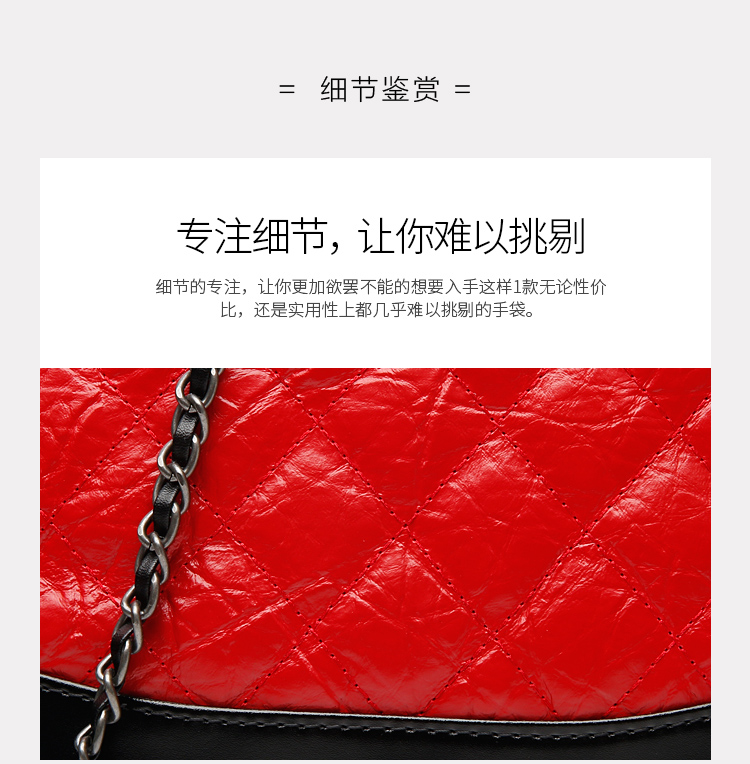 = 细节鉴赏 =
专注细节，让你难以挑剔
细节的专注，让你更加欲罢不能的想要入手这样1款无论性价
比，还是实用性上都几乎难以挑剔的手袋。